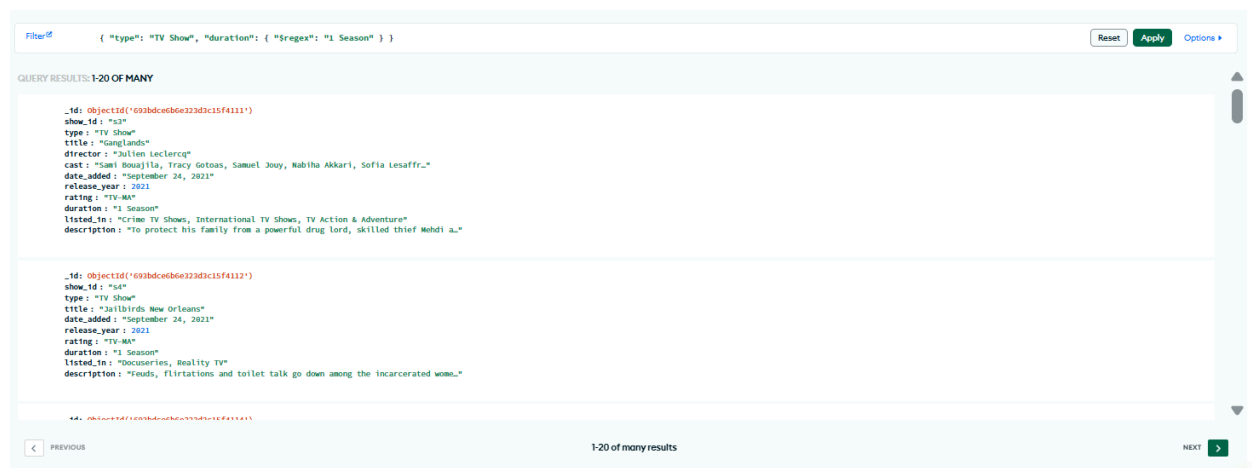 Filter
{ "type": "TV Show", "duration": { "$regex": "1 Season" } }
Reset
Apply
Options
QUERY RESULTS: 1-20 OF MANY
_id: ObjectId('693bdce6b6e323d3c15f4111')
show_id : "s3"
type : "TV Show"
title : "Ganglands"
director : "Julien Leclercq"
cast : "Sami Bouajila, Tracy Gotoas, Samuel Jouy, Nabiha Akkari, Sofia Lesaffr…"
date_added : "September 24, 2021"
release_year : 2021
rating : "TV-MA"
duration : "1 Season"
listed_in : "Crime TV Shows, International TV Shows, TV Action & Adventure"
description : "To protect his family from a powerful drug lord, skilled thief Mehdi a…"
_id: ObjectId('693bdce6b6e323d3c15f4112')
show_id : "s4"
type : "TV Show"
title : "Jailbirds New Orleans"
date_added : "September 24, 2021"
release_year : 2021
rating : "TV-MA"
duration : "1 Season"
listed_in : "Docuseries, Reality TV"
description : "Feuds, flirtations and toilet talk go down among the incarcerated wome…"
_id: ObjectId('693bdce6b6e323d3c15f4114')
PREVIOUS
1-20 of many results
NEXT